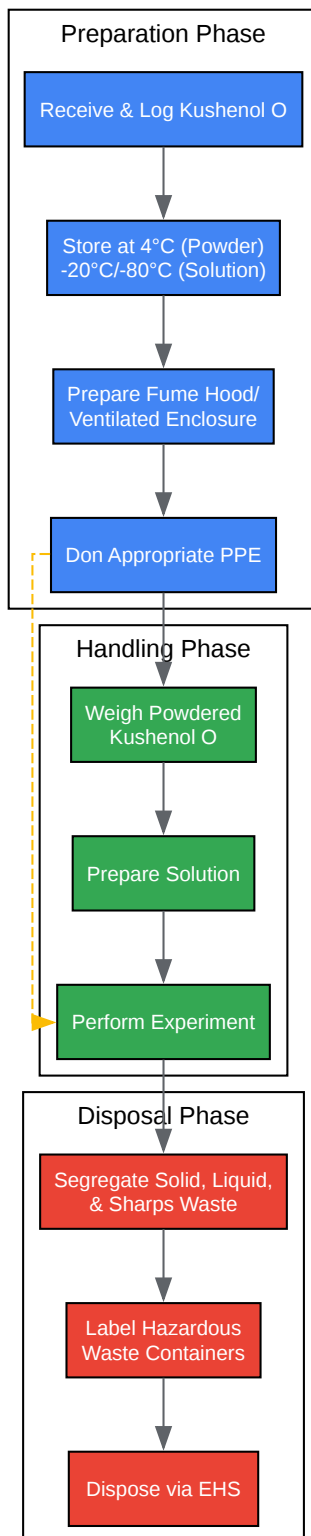 Preparation Phase
Receive & Log Kushenol O
Store at 4°C (Powder)
-20°C/-80°C (Solution)
Prepare Fume Hood/
Ventilated Enclosure
Don Appropriate PPE
Handling Phase
Weigh Powdered
Kushenol O
Prepare Solution
Perform Experiment
Disposal Phase
Segregate Solid, Liquid,
& Sharps Waste
Label Hazardous
Waste Containers
Dispose via EHS